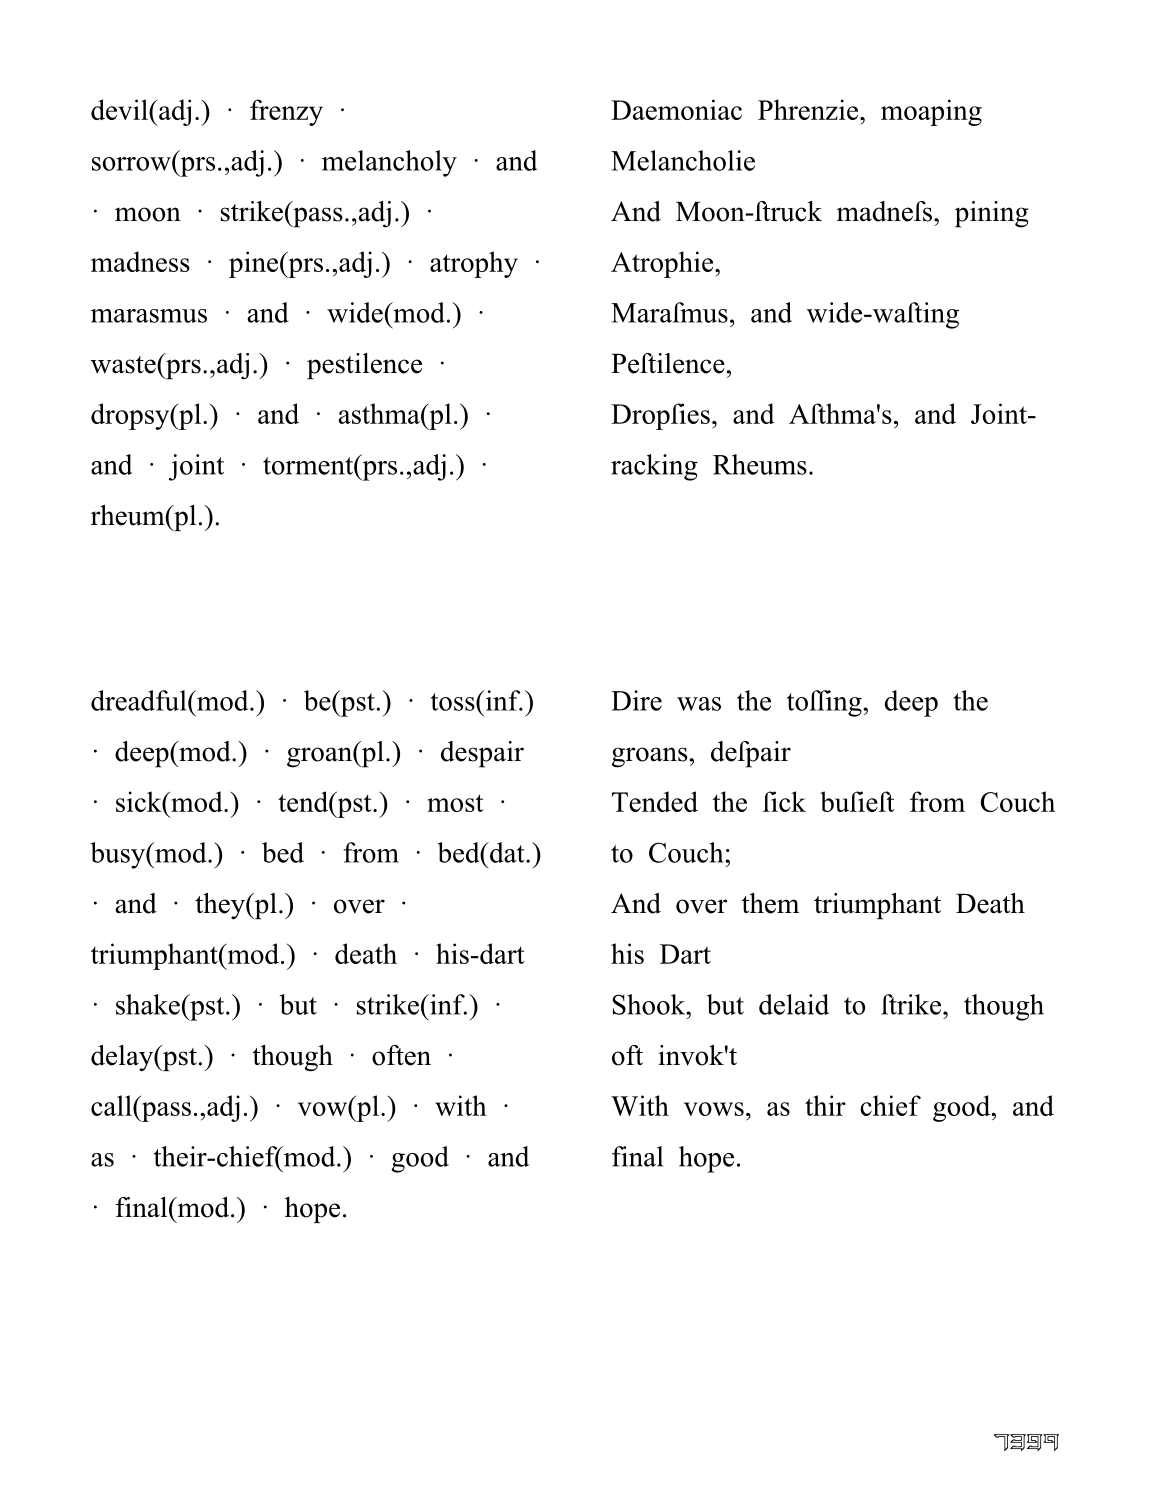 devil(adj.) · frenzy ·
sorrow(prs.,adj.) · melancholy · and
· moon · strike(pass.,adj.) ·
madness · pine(prs.,adj.) · atrophy ·
marasmus · and · wide(mod.) ·
waste(prs.,adj.) · pestilence ·
dropsy(pl.) · and · asthma(pl.) ·
and · joint · torment(prs.,adj.) ·
rheum(pl.).
Daemoniac Phrenzie, moaping
Melancholie
And Moon-ſtruck madneſs, pining
Atrophie,
Maraſmus, and wide-waſting
Peſtilence,
Dropſies, and Aſthma's, and Joint-
racking Rheums.
dreadful(mod.) · be(pst.) · toss(inf.)
· deep(mod.) · groan(pl.) · despair
· sick(mod.) · tend(pst.) · most ·
busy(mod.) · bed · from · bed(dat.)
· and · they(pl.) · over ·
triumphant(mod.) · death · his-dart
· shake(pst.) · but · strike(inf.) ·
delay(pst.) · though · often ·
call(pass.,adj.) · vow(pl.) · with ·
as · their-chief(mod.) · good · and
· final(mod.) · hope.
Dire was the toſſing, deep the
groans, deſpair
Tended the ſick buſieſt from Couch
to Couch;
And over them triumphant Death
his Dart
Shook, but delaid to ſtrike, though
oft invok't
With vows, as thir chief good, and
final hope.